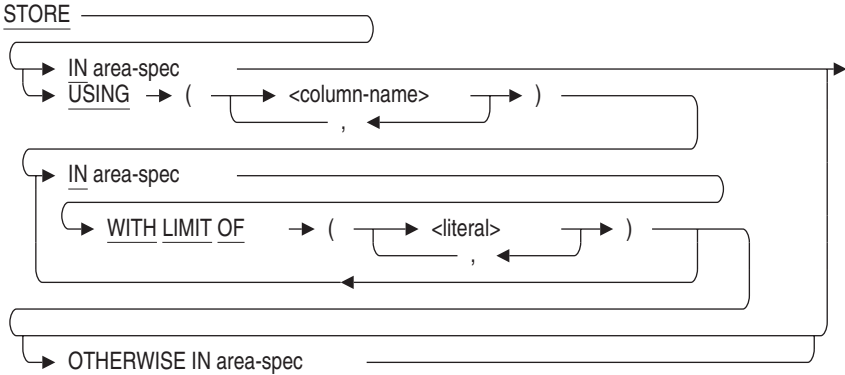 STORE
IN area-spec
USING ( <column-name> )
,
IN area-spec
WITH LIMIT OF ( <literal> )
,
OTHERWISE IN area-spec